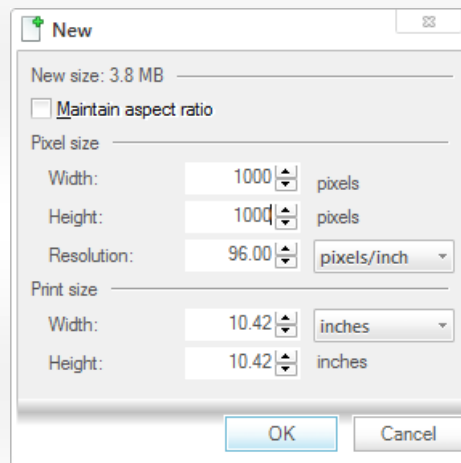 New
New size: 3.8 MB
Maintain aspect ratio
Pixel size
Width: 1000 pixels
Height: 1000 pixels
Resolution: 96.00 pixels/inch
Print size
Width: 10.42 inches
Height: 10.42 inches
OK Cancel